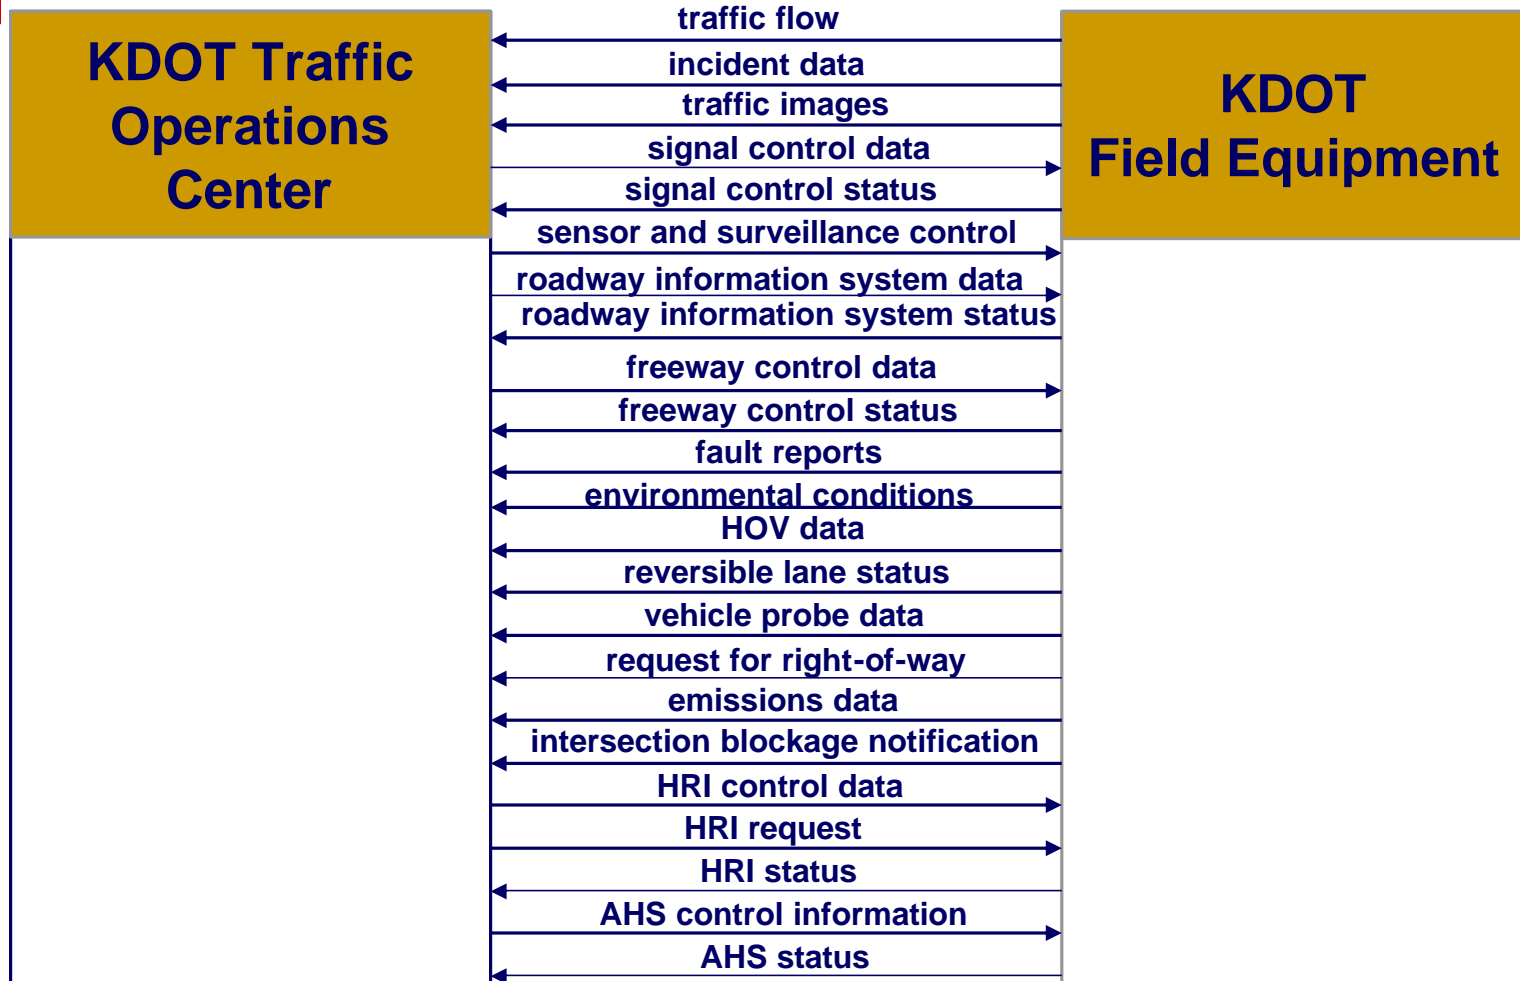 KDOT Traffic
Operations
Center
traffic flow
incident data
traffic images
signal control data
signal control status
sensor and surveillance control
roadway information system data
roadway information system status
freeway control data
freeway control status
fault reports
environmental conditions
HOV data
reversible lane status
vehicle probe data
request for right-of-way
emissions data
intersection blockage notification
HRI control data
HRI request
HRI status
AHS control information
AHS status
KDOT
Field Equipment